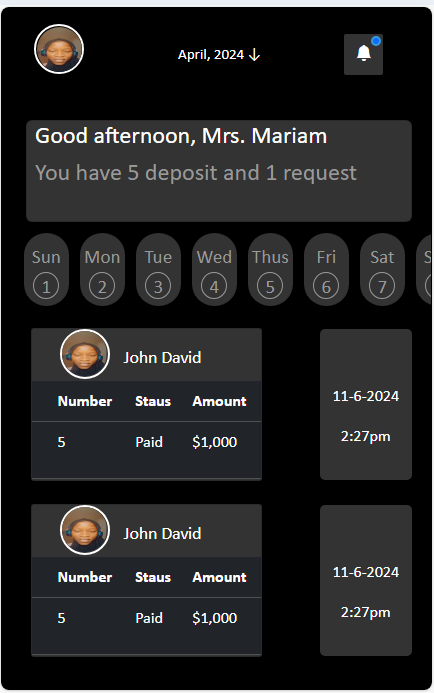 April, 2024 ↓
Good afternoon, Mrs. Mariam
You have 5 deposit and 1 request
Sun Mon Tue Wed Thus Fri Sat S
1 2 3 4 5 6 7
John David
Number Staus Amount
5 Paid $1,000
11-6-2024
2:27pm
John David
Number Staus Amount
5 Paid $1,000
11-6-2024
2:27pm